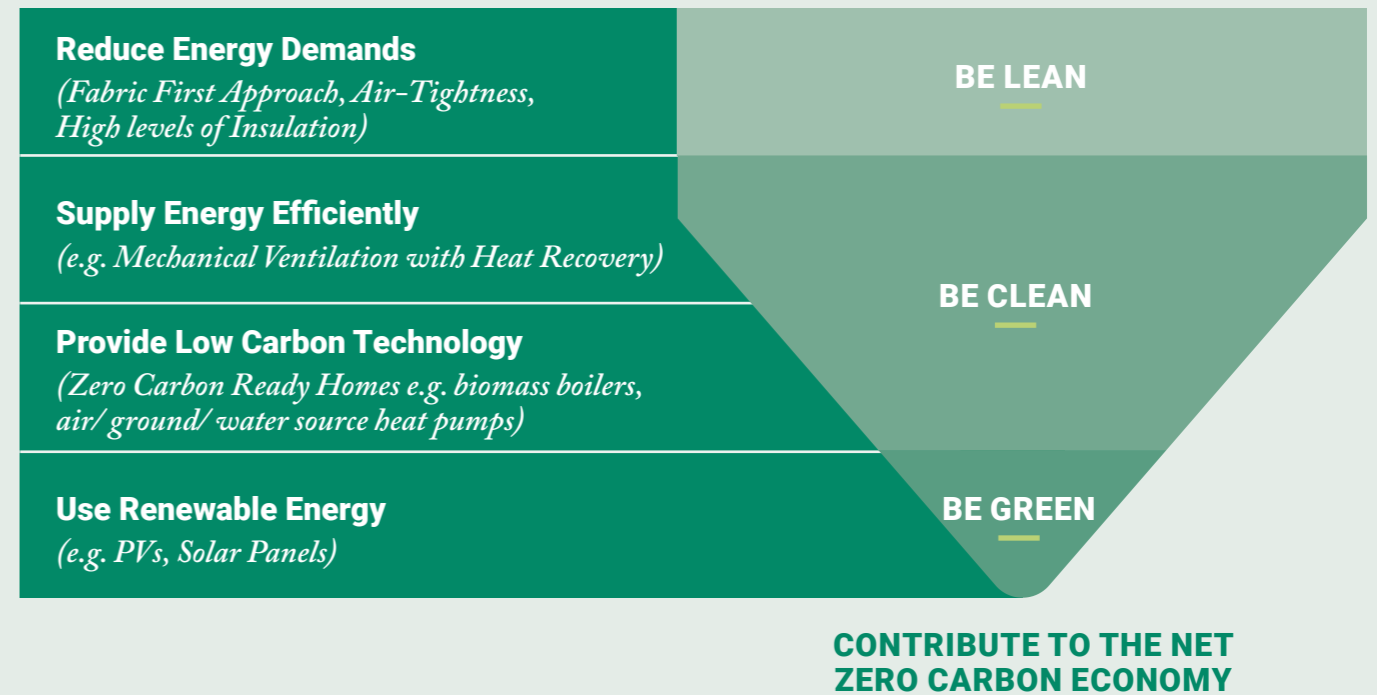 Reduce Energy Demands
(Fabric First Approach, Air-Tightness,
High levels of Insulation)
BE LEAN
Supply Energy Efficiently
(e.g. Mechanical Ventilation with Heat Recovery)
BE CLEAN
Provide Low Carbon Technology
(Zero Carbon Ready Homes e.g. biomass boilers,
air/ ground/ water source heat pumps)
Use Renewable Energy
(e.g. PVs, Solar Panels)
BE GREEN
CONTRIBUTE TO THE NET
ZERO CARBON ECONOMY